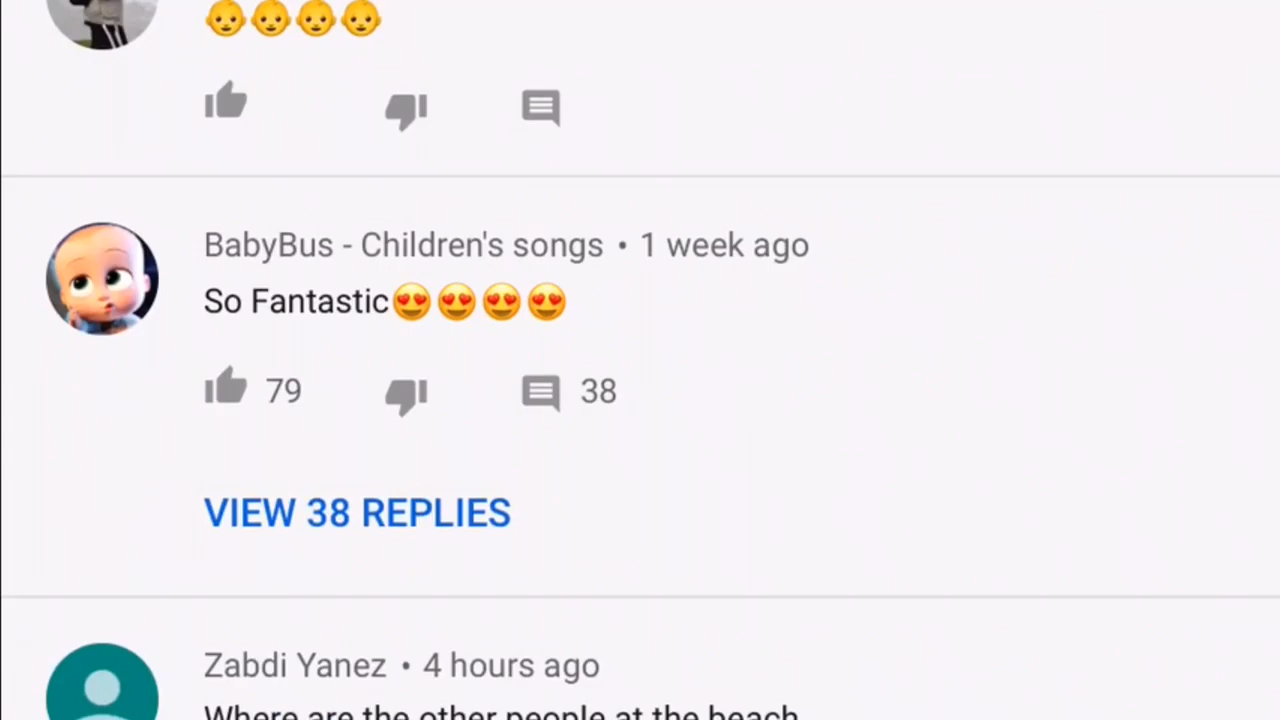 👶👶👶👶
BabyBus - Children's songs • 1 week ago
So Fantastic😍😍😍😍
79 38
VIEW 38 REPLIES
Zabdi Yanez • 4 hours ago
Where are the other people at the beach